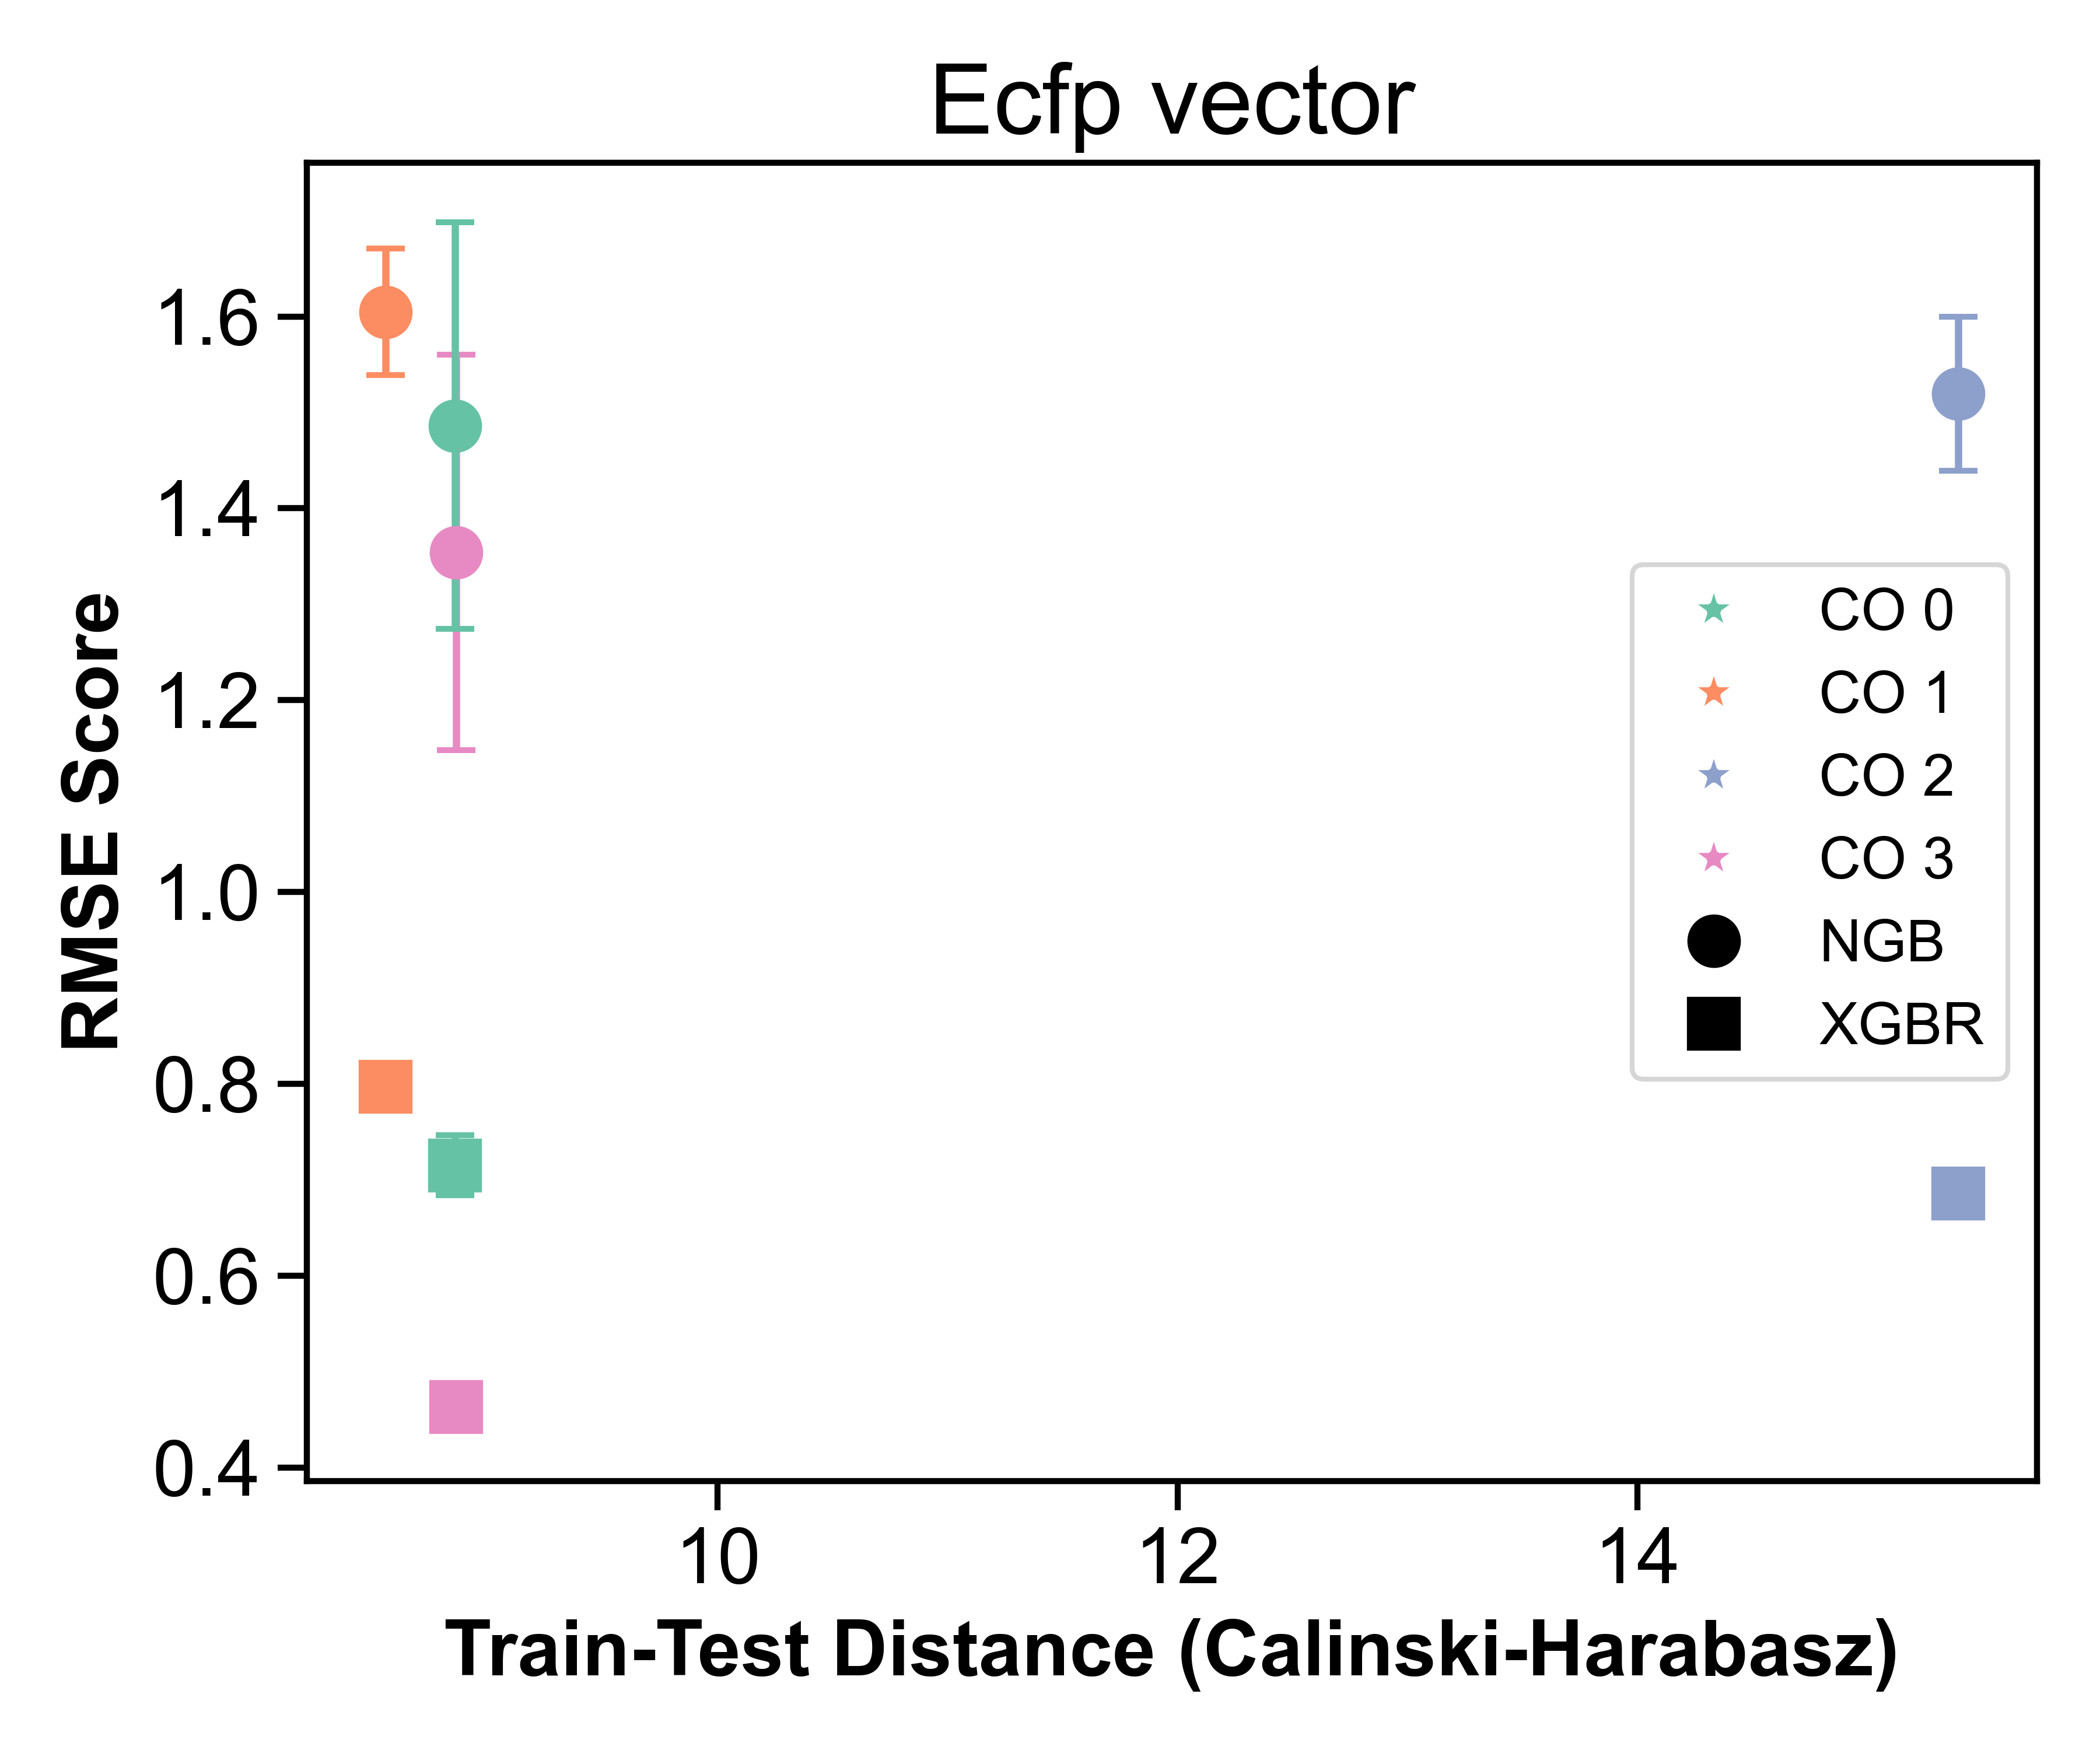 Ecfp vector
RMSE Score
1.6
1.4
1.2
1.0
0.8
0.6
0.4
CO 0
CO 1
CO 2
CO 3
NGB
XGBR
10
12
14
Train-Test Distance (Calinski-Harabasz)